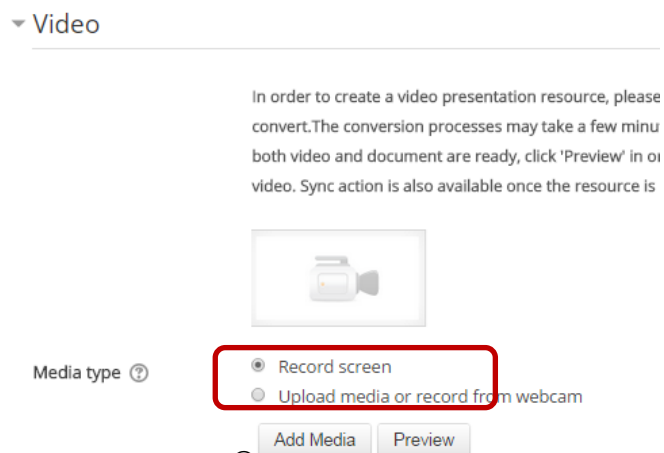 Video
In order to create a video presentation resource, please
convert.The conversion processes may take a few minu
both video and document are ready, click 'Preview' in o
video. Sync action is also available once the resource is
Media type ?
Record screen
Upload media or record from webcam
Add Media Preview